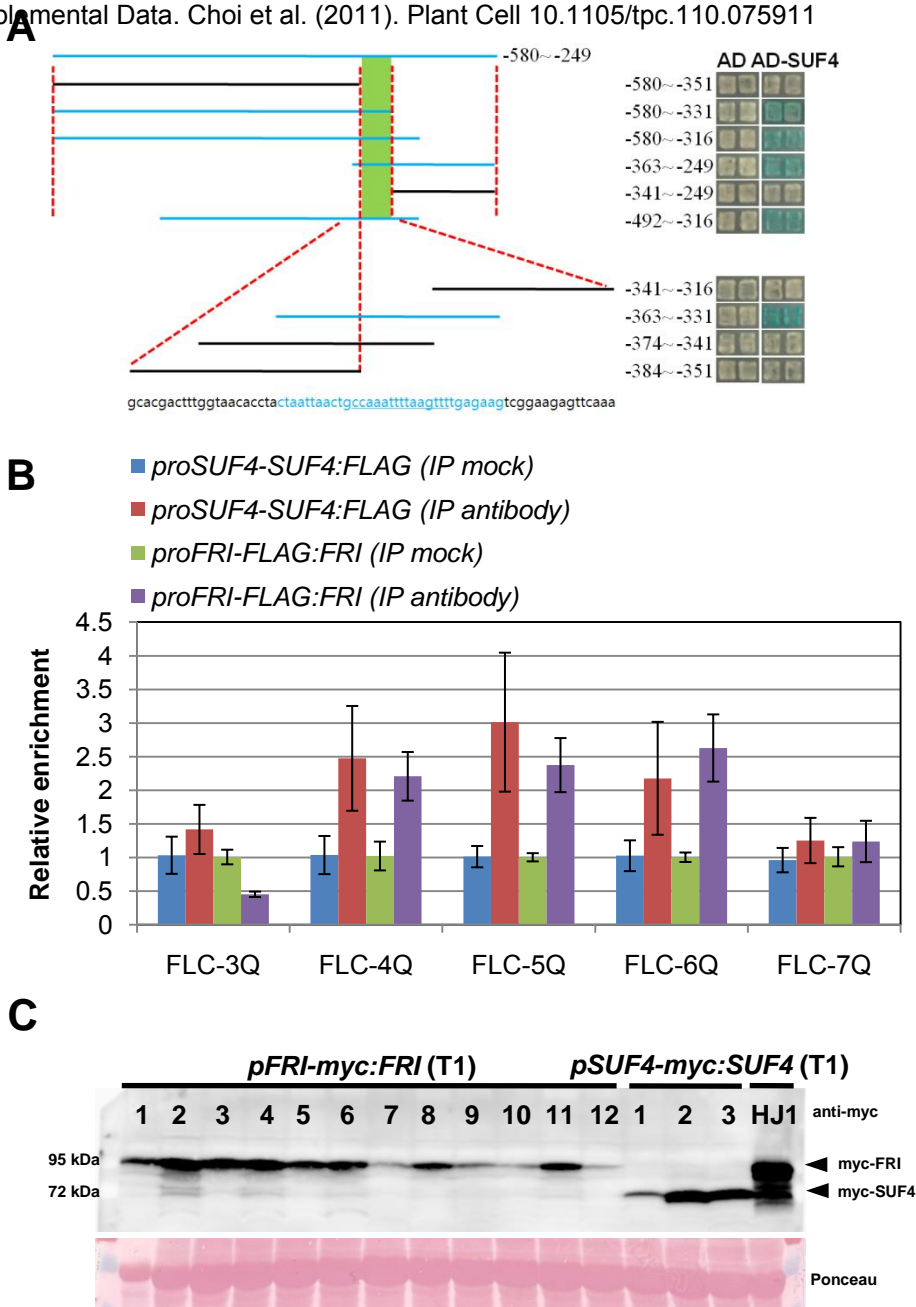 plemental Data. Choi et al. (2011). Plant Cell 10.1105/tpc.110.075911
A
-580~-249
AD AD-SUF4
-580~-351
-580~-331
-580~-316
-363~-249
-341~-249
-492~-316
-341~-316
-363~-331
-374~-341
-384~-351
gcacgactttggtaacacctactaattaactgccaaattttaagttttgagaagtcggaagagttcaaa
B
proSUF4-SUF4:FLAG (IP mock)
proSUF4-SUF4:FLAG (IP antibody)
proFRI-FLAG:FRI (IP mock)
proFRI-FLAG:FRI (IP antibody)
Relative enrichment
4.5
4
3.5
3
2.5
2
1.5
1
0.5
0
FLC-3Q FLC-4Q FLC-5Q FLC-6Q FLC-7Q
C
pFRI-myc:FRI (T1) pSUF4-myc:SUF4 (T1)
1 2 3 4 5 6 7 8 9 10 11 12 1 2 3 HJ1 anti-myc
95 kDa myc-FRI
72 kDa myc-SUF4
Ponceau